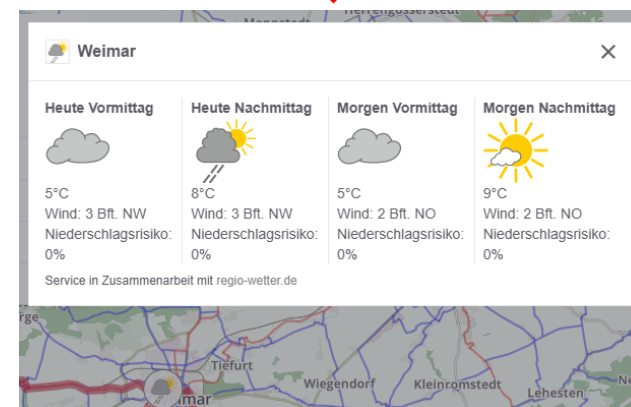 Herrengosserstedt
Mannstedt
Weimar
Heute Vormittag
Heute Nachmittag
Morgen Vormittag
Morgen Nachmittag
5°C
8°C
5°C
9°C
Wind: 3 Bft. NW
Wind: 3 Bft. NW
Wind: 2 Bft. NO
Wind: 2 Bft. NO
Niederschlagsrisiko:
Niederschlagsrisiko:
Niederschlagsrisiko:
Niederschlagsrisiko:
0%
0%
0%
0%
Service in Zusammenarbeit mit regio-wetter.de
Tiefurt
Wiegendorf
Kleinromstedt
Lehesten